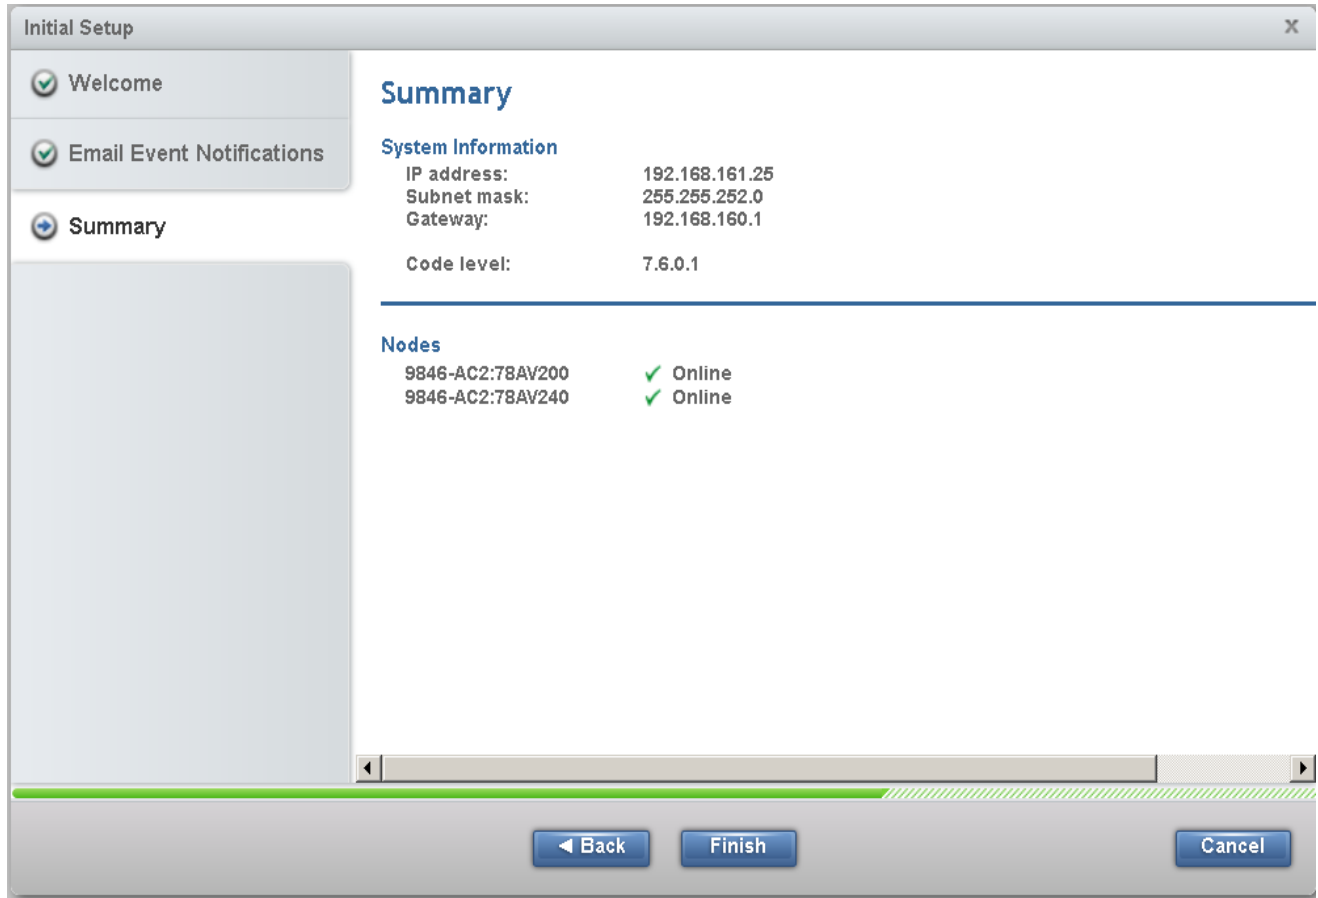 Initial Setup x
Welcome
Email Event Notifications
Summary
Summary
System Information
IP address: 192.168.161.25
Subnet mask: 255.255.252.0
Gateway: 192.168.160.1
Code level: 7.6.0.1
Nodes
9846-AC2:78AV200 Online
9846-AC2:78AV240 Online
Back Finish Cancel